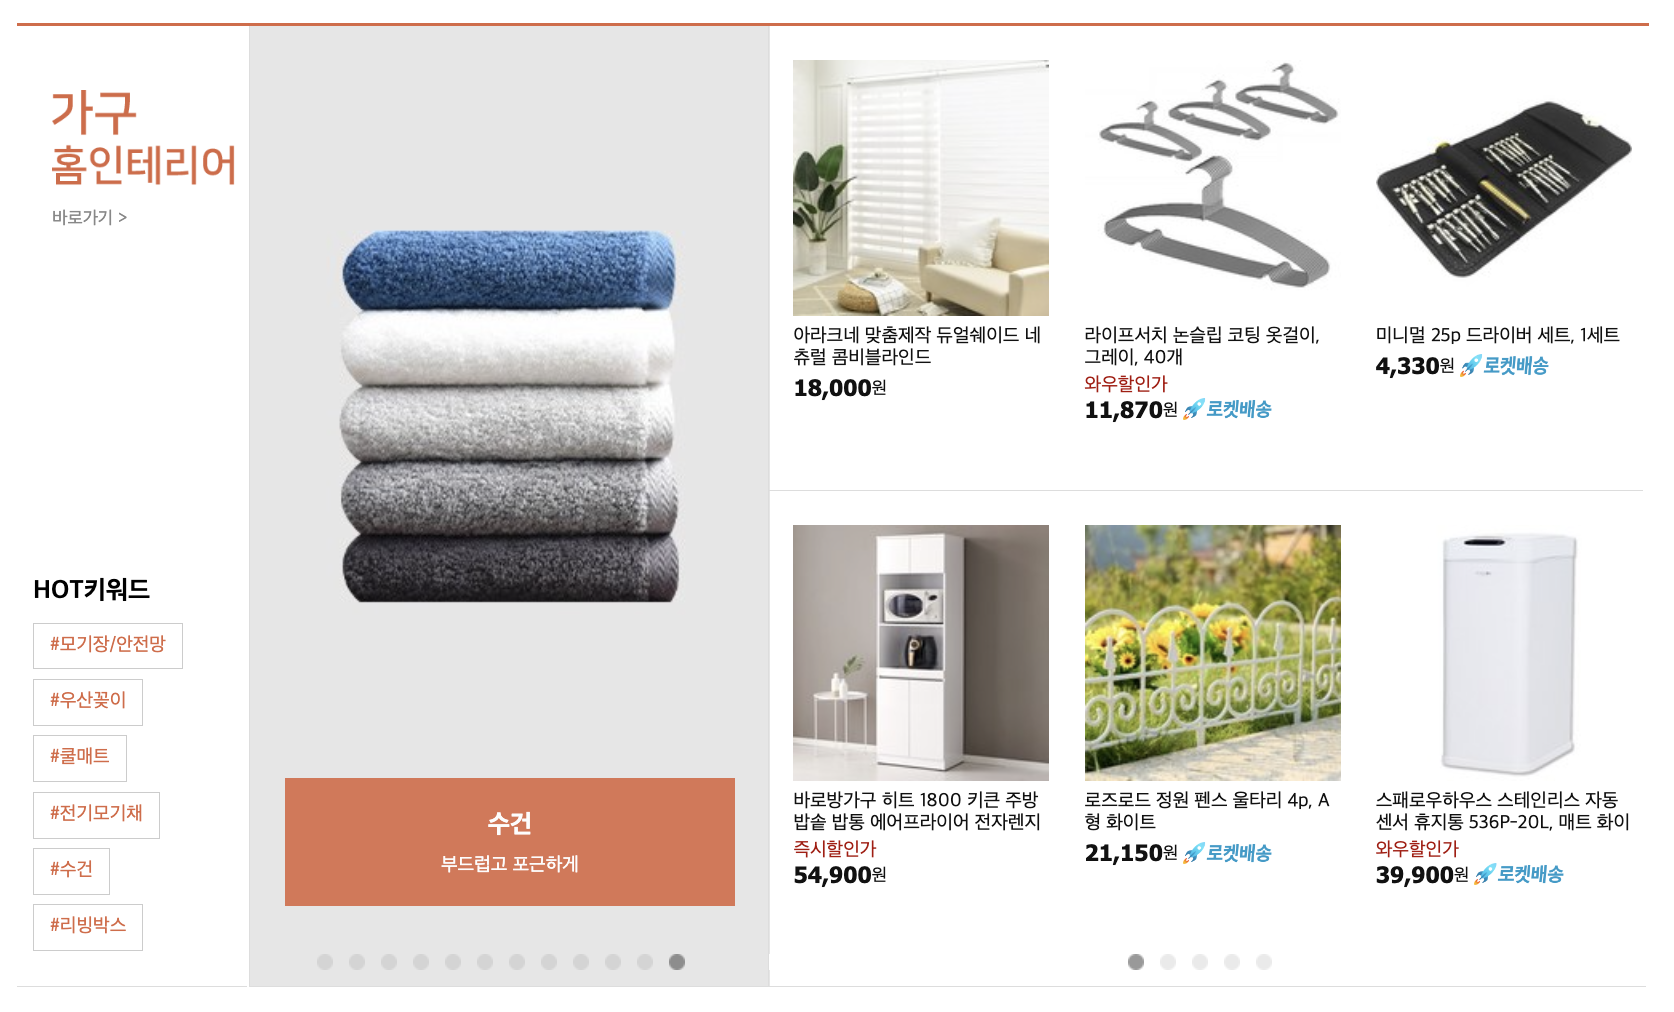 가구
홈인테리어
바로가기 >
HOT키워드
#모기장/안전망
#우산꽂이
#쿨매트
#전기모기채
#수건
#리빙박스
수건
부드럽고 포근하게
아라크네 맞춤제작 듀얼쉐이드 네
츄럴 콤비블라인드
18,000원
라이프서치 논슬립 코팅 옷걸이,
그레이, 40개
와우할인가
11,870원 로켓배송
미니멀 25p 드라이버 세트, 1세트
4,330원 로켓배송
바로방가구 히트 1800 키큰 주방
밥솥 밥통 에어프라이어 전자렌지
즉시할인가
54,900원
로즈로드 정원 펜스 울타리 4p, A
형 화이트
21,150원 로켓배송
스패로우하우스 스테인리스 자동
센서 휴지통 536P-20L, 매트 화이
와우할인가
39,900원 로켓배송